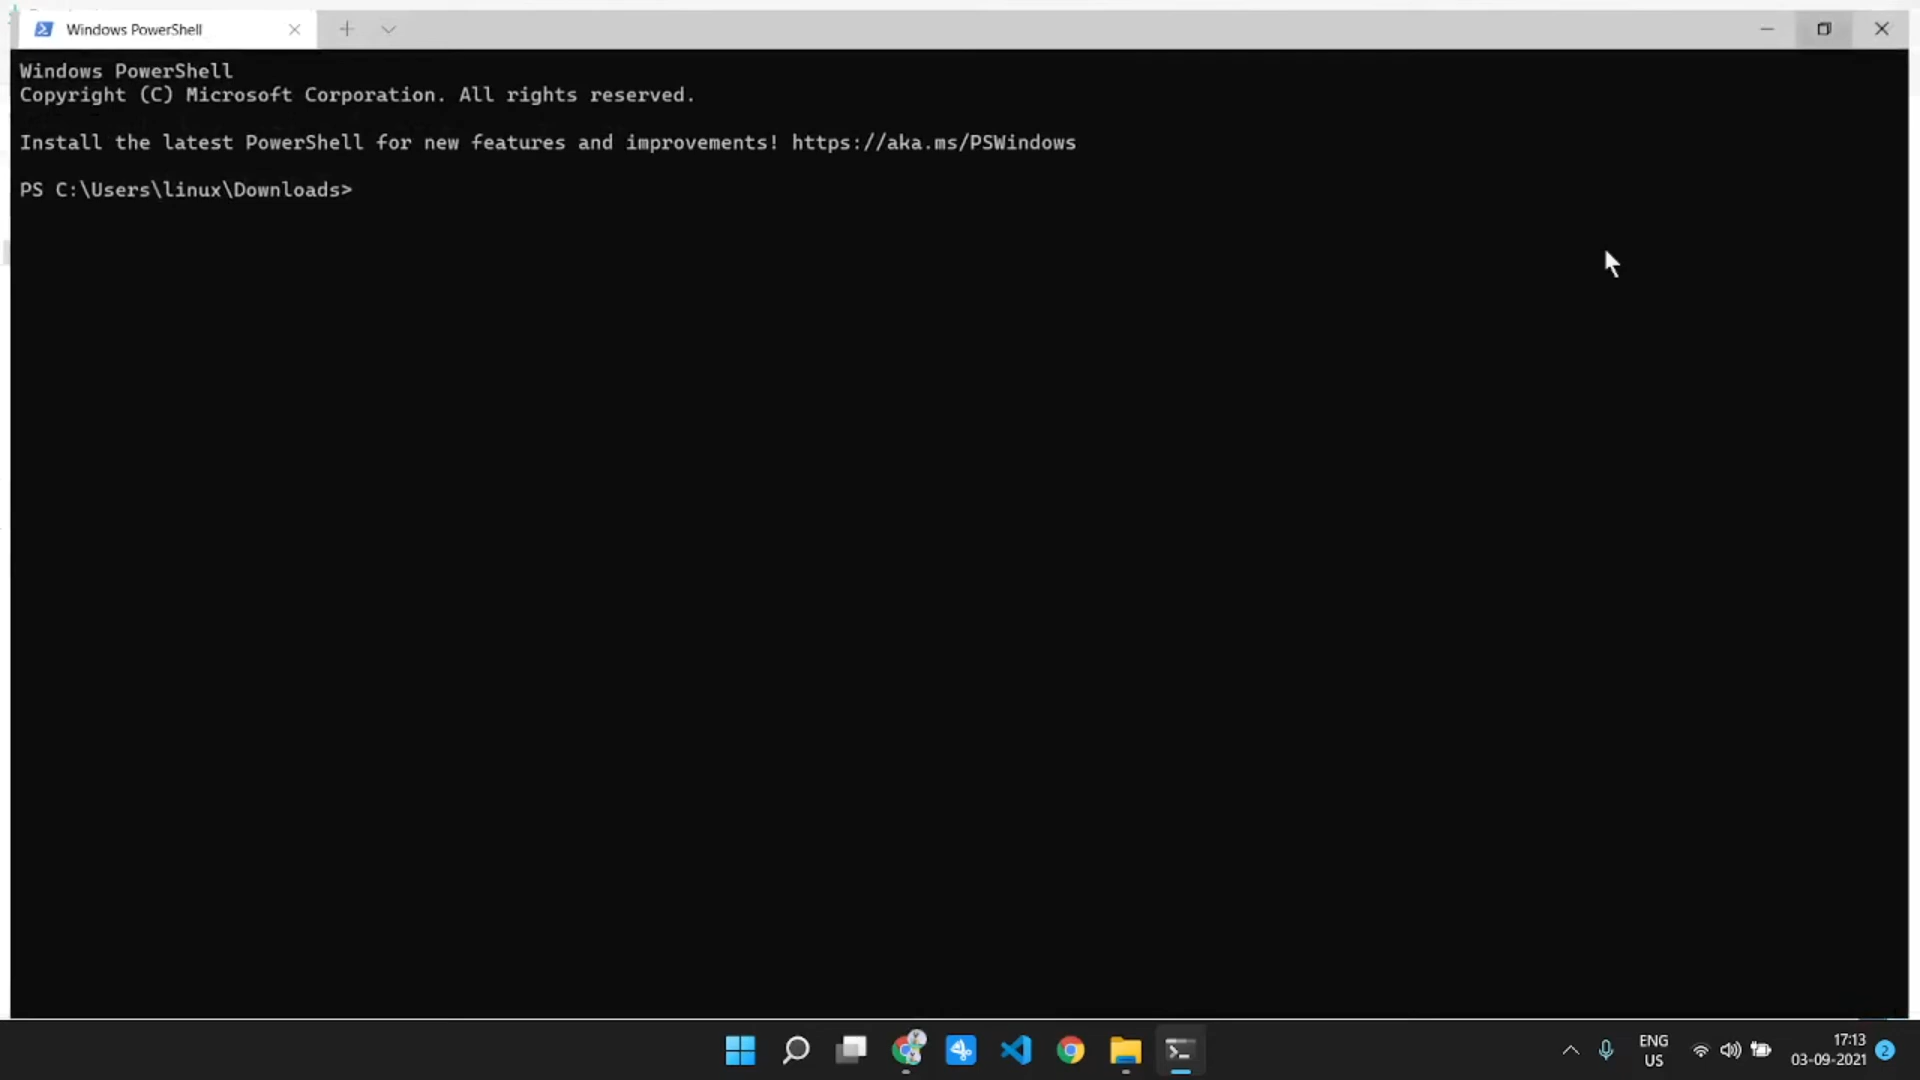 Windows PowerShell
Windows PowerShell
Copyright (C) Microsoft Corporation. All rights reserved.
Install the latest PowerShell for new features and improvements! https://aka.ms/PSWindows
PS C:\Users\linux\Downloads>
ENG
US
17:13
03-09-2021
2